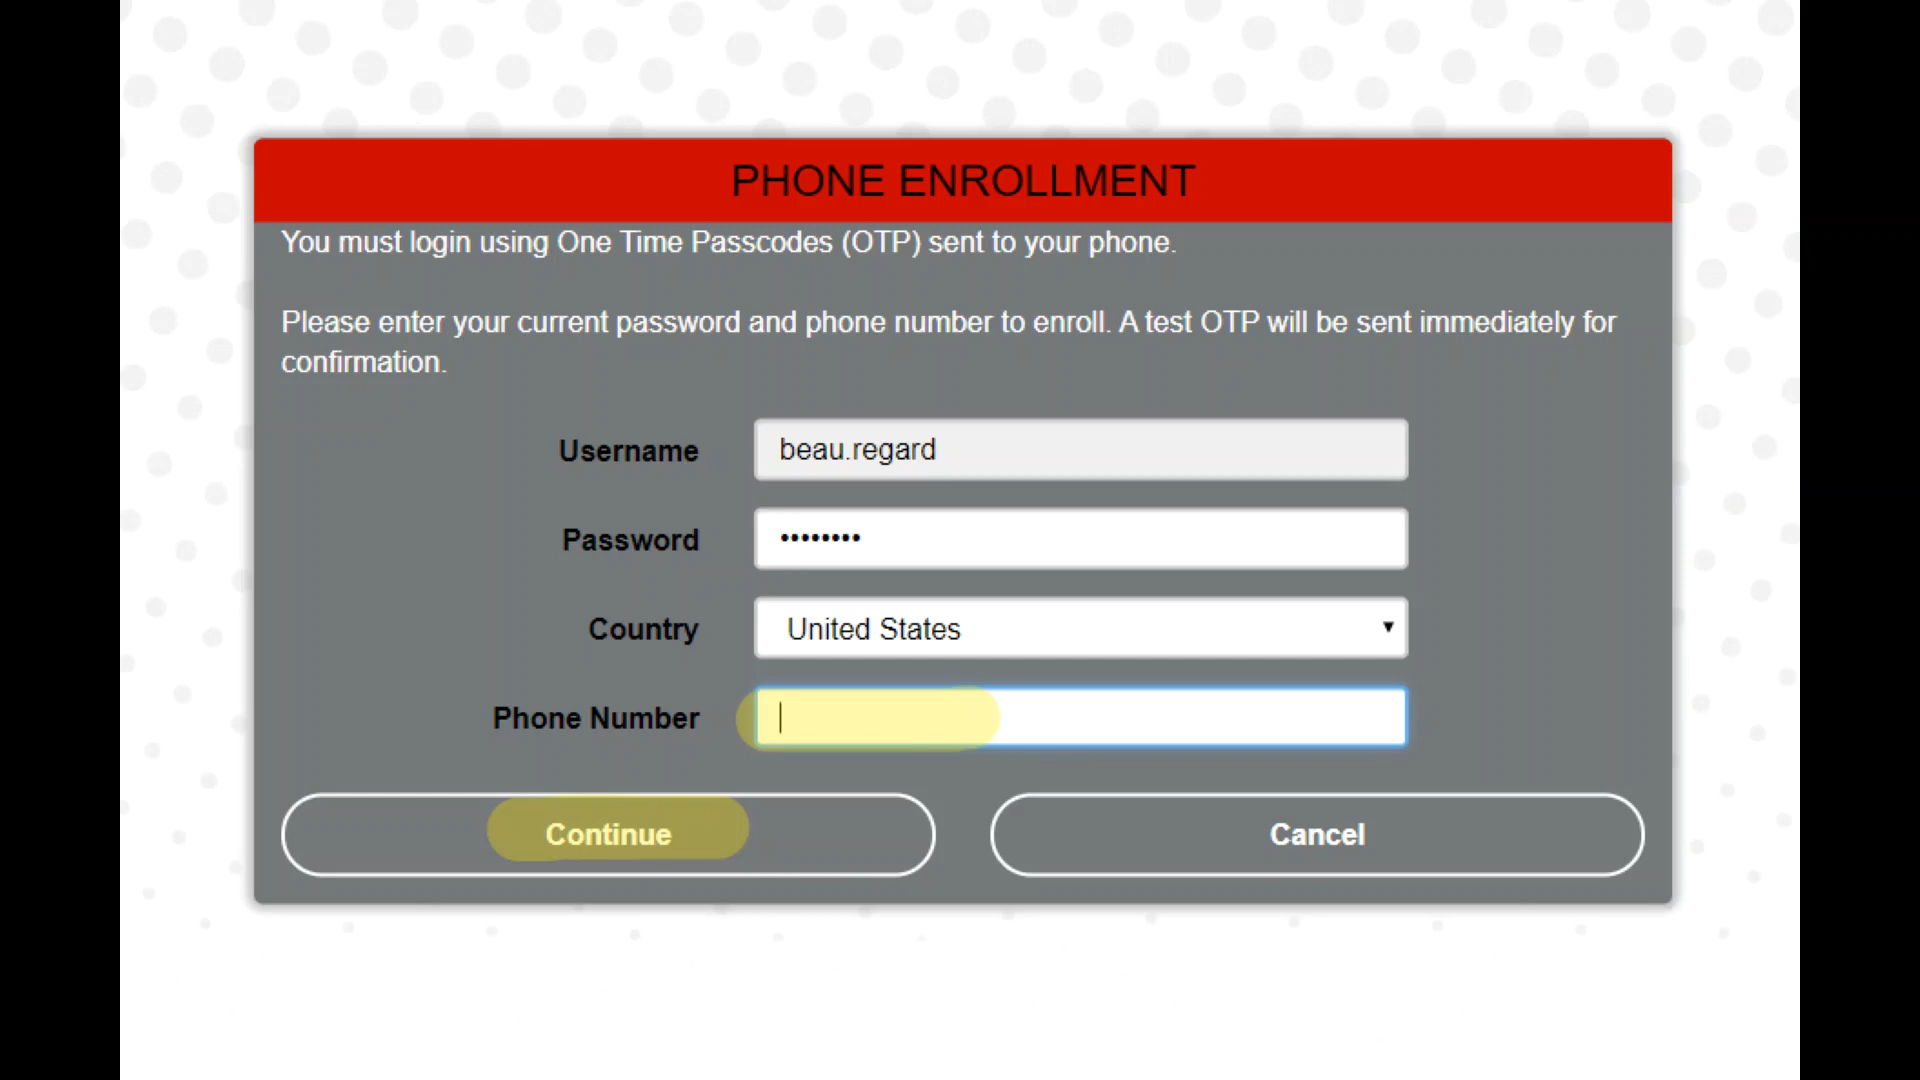 PHONE ENROLLMENT
You must login using One Time Passcodes (OTP) sent to your phone.
Please enter your current password and phone number to enroll. A test OTP will be sent immediately for
confirmation.
Username beau.regard
Password ••••••••
Country United States
Phone Number
Continue Cancel